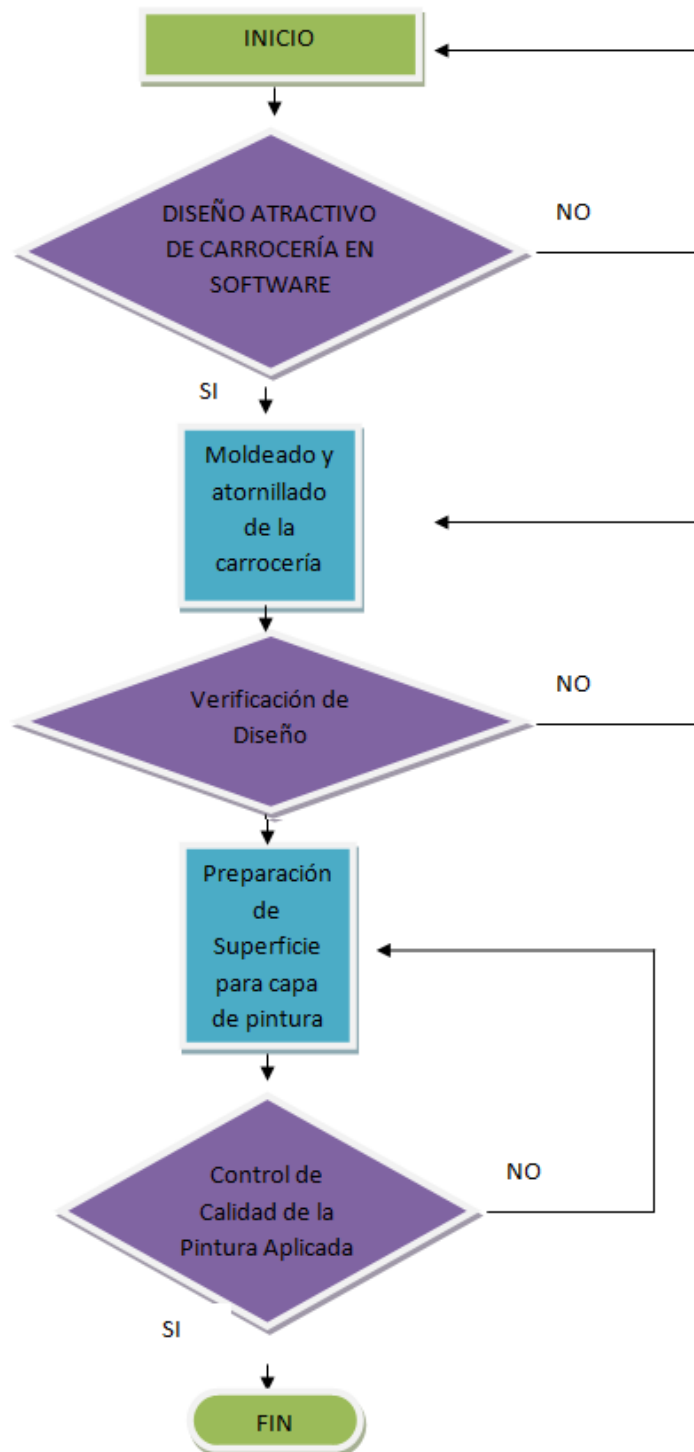 INICIO
DISEÑO ATRACTIVO
DE CARROCERÍA EN
SOFTWARE
NO
SI
Moldeado y
atornillado
de la
carrocería
Verificación de
Diseño
NO
Preparación
de
Superficie
para capa
de pintura
Control de
Calidad de la
Pintura Aplicada
NO
SI
FIN